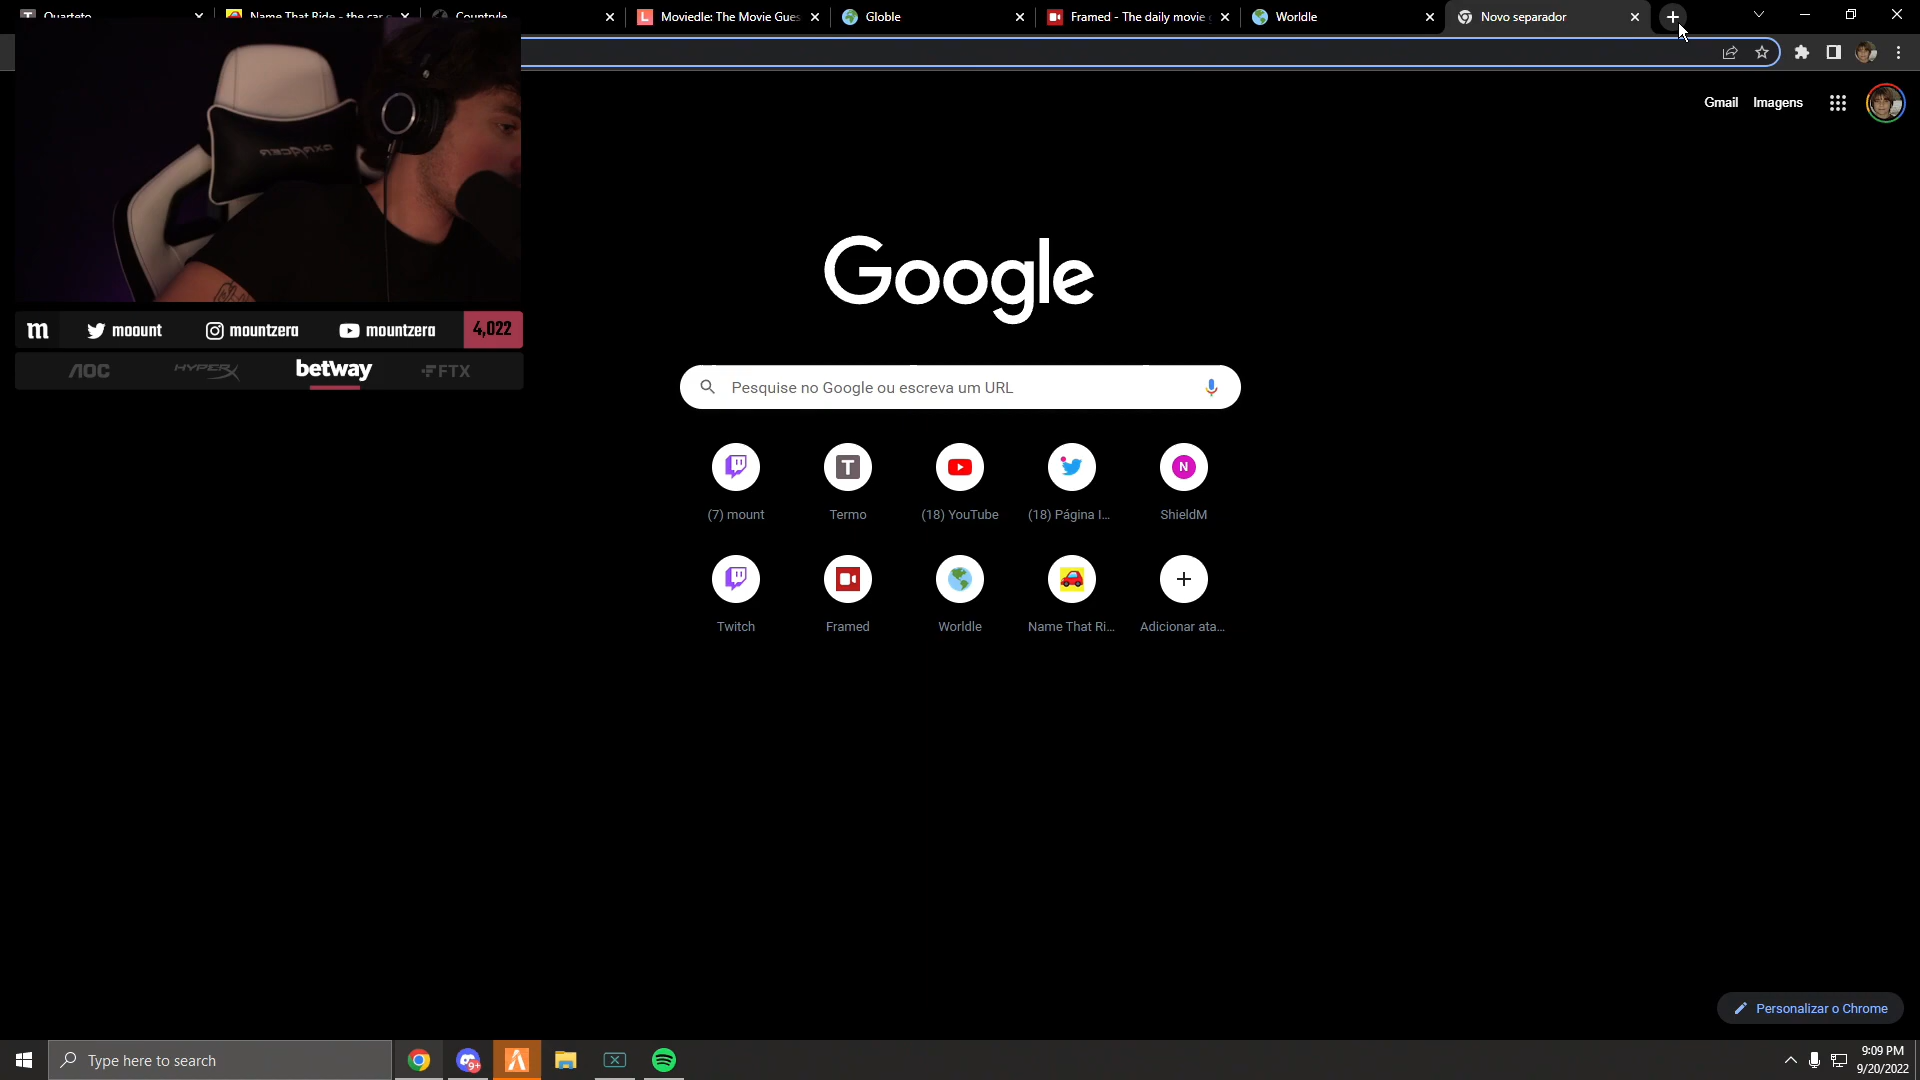 Quarteto
Name That Ride - the car g
Countryle
Moviedle: The Movie Gues
Globle
Framed - The daily movie g
Worldle
Novo separador
Gmail
Imagens
DXRACER
m
moount
mountzera
mountzera
4,022
AOC
HYPERX
betway
FTX
Google
Pesquise no Google ou escreva um URL
(7) mount
Termo
(18) YouTube
(18) Página I...
ShieldM
Twitch
Framed
Worldle
Name That Ri...
Adicionar ata...
Personalizar o Chrome
Type here to search
9:09 PM
9/20/2022